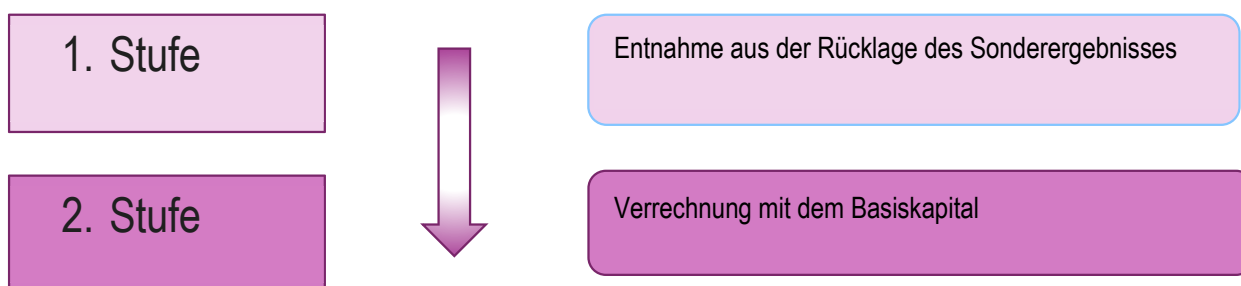 1. Stufe
Entnahme aus der Rücklage des Sonderergebnisses
2. Stufe
Verrechnung mit dem Basiskapital